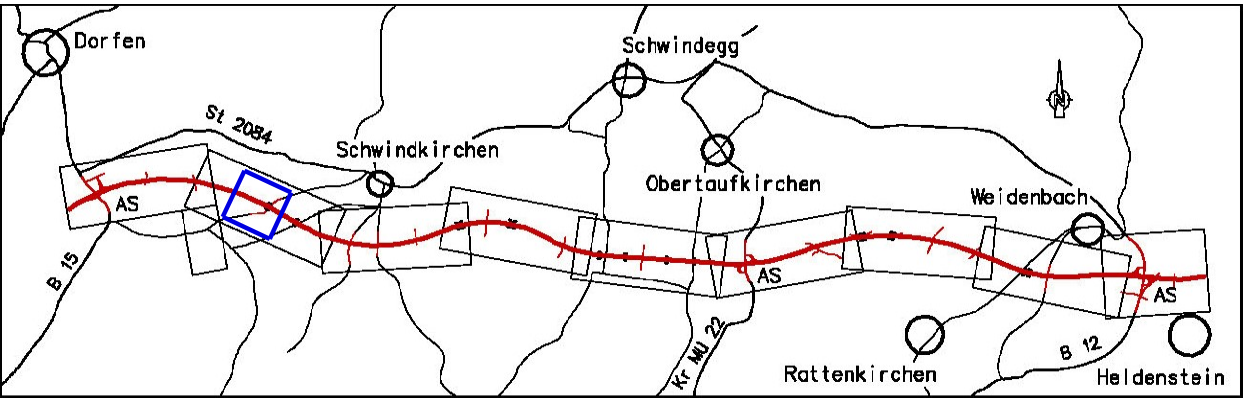 Dorfen
Schwindegg
St 2084
Schwindkirchen
Obertaufkirchen
Weidenbach
AS
B 15
AS
AS
Kr MÜ 22
B 12
Rattenkirchen
Heldenstein
N